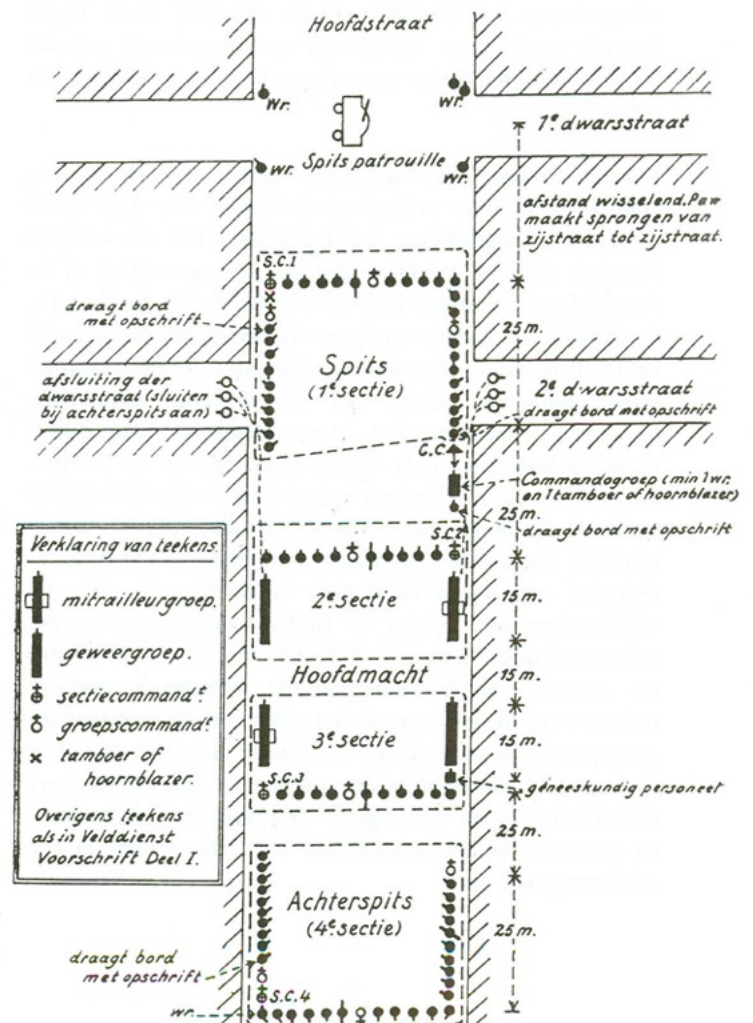 Hoofdstraat
wr.
wr.
1e. dwarsstraat
Spits patrouille
wr.
wr.
afstand wisselend. Paw
maakt sprongen van
zijstraat tot zijstraat.
S.C.1
draagt bord
met opschrift
25 m.
Spits
(1e sectie)
afsluiting der
dwarsstraat (sluiten
bij achterspits aan)
2e. dwarsstraat
draagt bord met opschrift
C.C.
Commandogroep (min 1 wr.
en 1 tamboer of hoornblazer)
25 m.
draagt bord met opschrift
S.C.2
2e. sectie
15 m.
Hoofdmacht
15 m.
3e. sectie
15 m.
S.C.3
geneeskundig personeel
25 m.
Achterspits
(4e. sectie)
25 m.
draagt bord
met opschrift
S.C.4
wr.
Verklaring van teekens.
mitrailleurgroep.
geweergroep.
sectiecommandt.
groepscommandt.
tamboer of
hoornblazer.
Overigens teekens
als in Velddienst
Voorschrift Deel I.